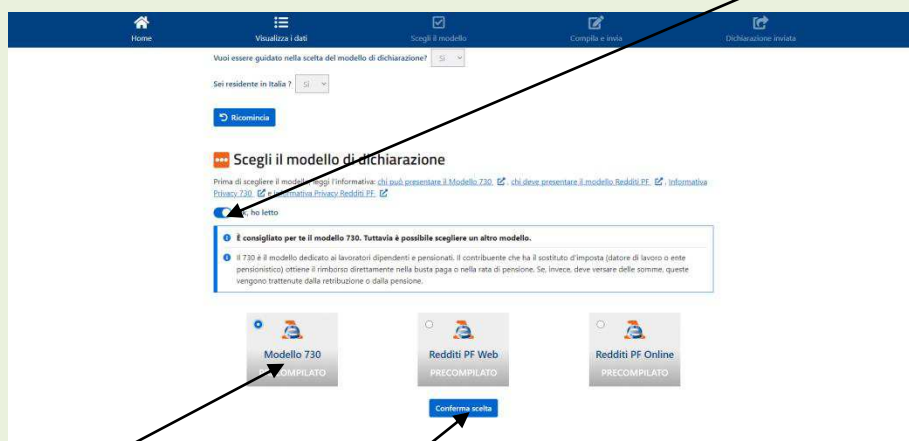 Home
Visualizza i dati
Scegli il modello
Compila e invia
Dichiarazione inviata
Vuoi essere guidato nella scelta del modello di dichiarazione? Sì
Sei residente in Italia ? Sì
Ricomincia
Scegli il modello di dichiarazione
Prima di scegliere il modello, leggi l'informativa: chi può presentare il Modello 730 , chi deve presentare il modello Redditi PF , Informativa
Privacy 730 e Informativa Privacy Redditi PF
ho letto
È consigliato per te il modello 730. Tuttavia è possibile scegliere un altro modello.
Il 730 è il modello dedicato ai lavoratori dipendenti e pensionati. Il contribuente che ha il sostituto d'imposta (datore di lavoro o ente
pensionistico) ottiene il rimborso direttamente nella busta paga o nella rata di pensione. Se, invece, deve versare delle somme, queste
vengono trattenute dalla retribuzione o dalla pensione.
Modello 730
PRECOMPILATO
Redditi PF Web
PRECOMPILATO
Redditi PF Online
PRECOMPILATO
Conferma scelta